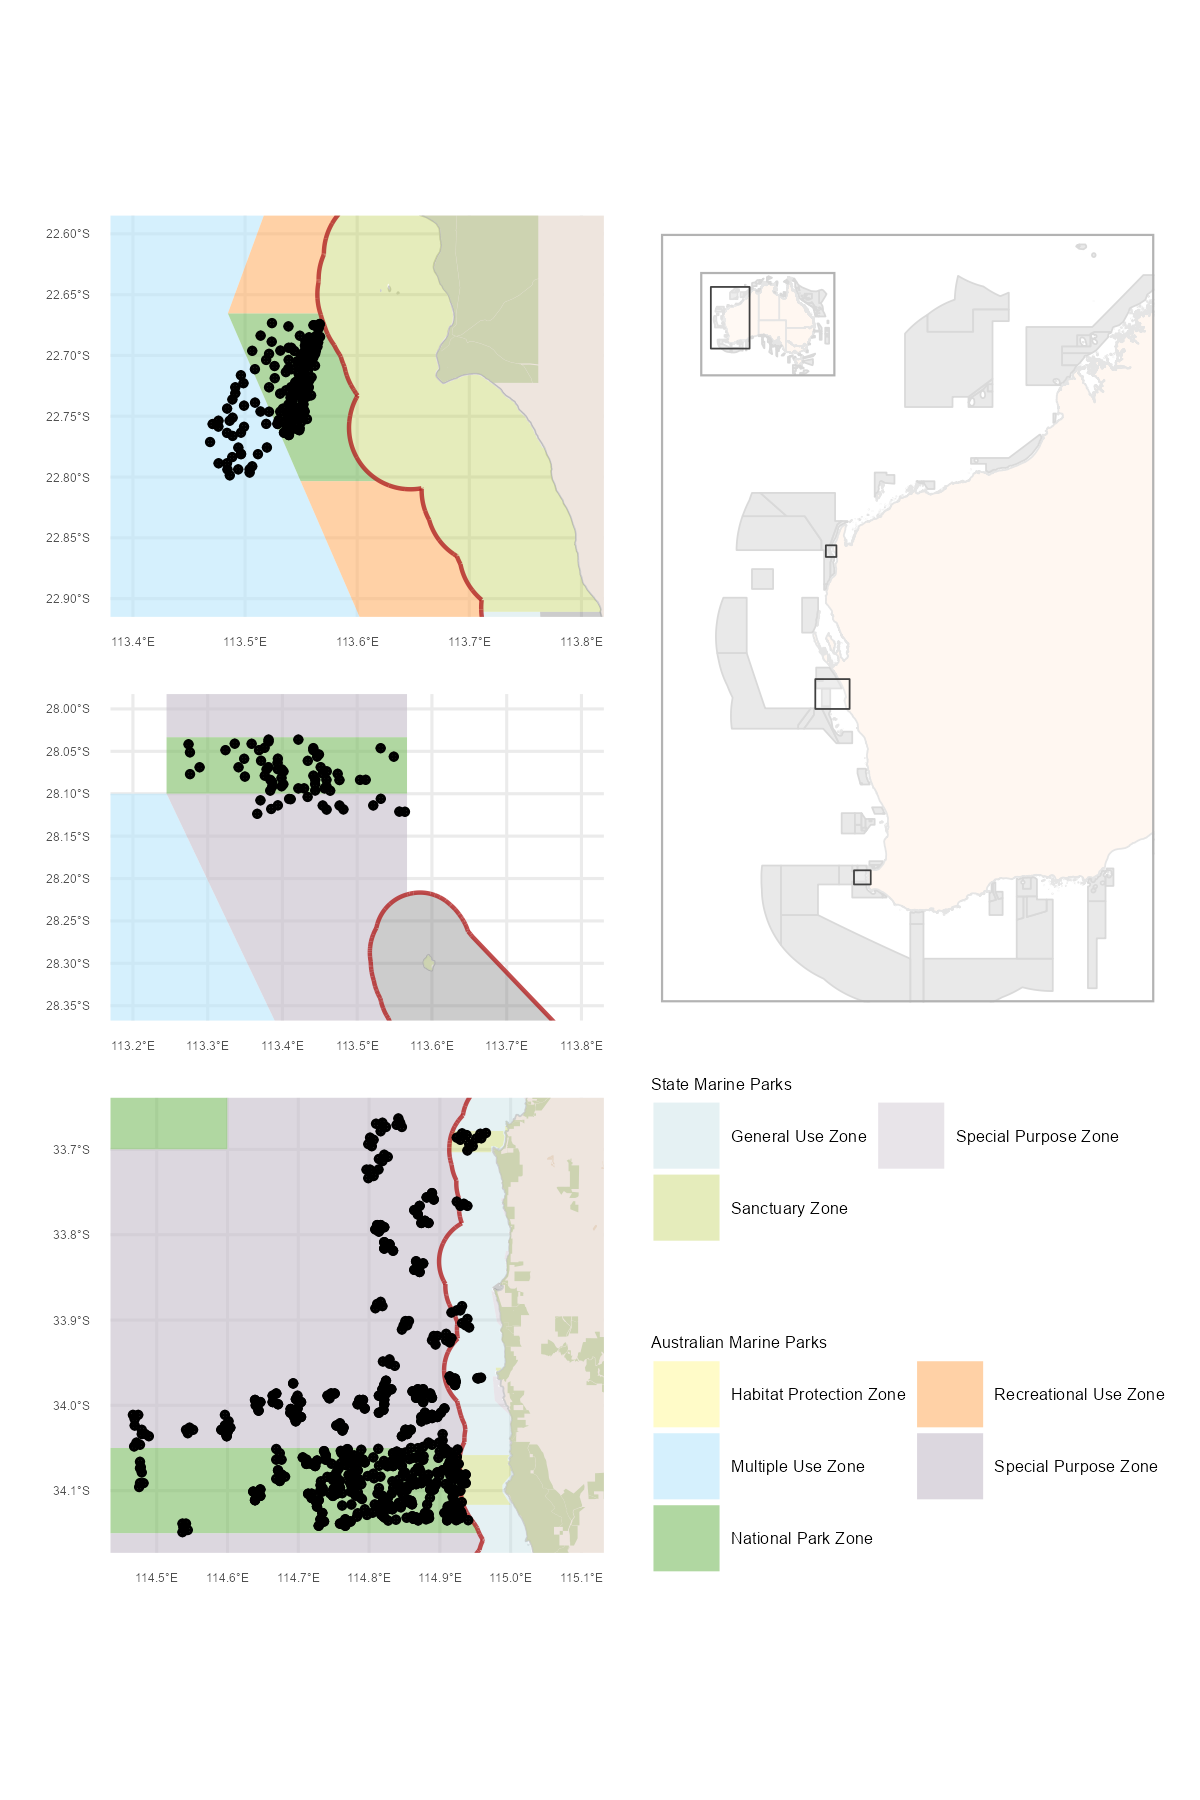 22.60°S
22.65°S
22.70°S
22.75°S
22.80°S
22.85°S
22.90°S
113.4°E 113.5°E 113.6°E 113.7°E 113.8°E
28.00°S
28.05°S
28.10°S
28.15°S
28.20°S
28.25°S
28.30°S
28.35°S
113.2°E 113.3°E 113.4°E 113.5°E 113.6°E 113.7°E 113.8°E
33.7°S
33.8°S
33.9°S
34.0°S
34.1°S
114.5°E 114.6°E 114.7°E 114.8°E 114.9°E 115.0°E 115.1°E
State Marine Parks
General Use Zone Special Purpose Zone
Sanctuary Zone
Australian Marine Parks
Habitat Protection Zone Recreational Use Zone
Multiple Use Zone Special Purpose Zone
National Park Zone